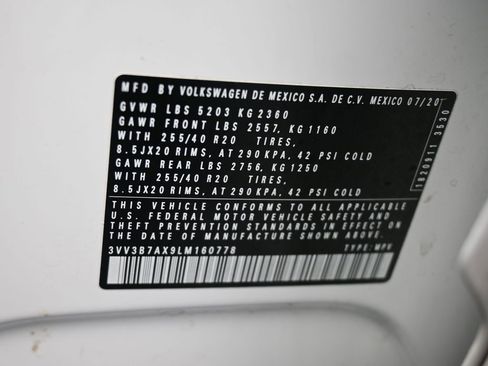 MFD BY VOLKSWAGEN DE MEXICO S.A. DE C.V. MEXICO 07/20
GVWR LBS 5203 KG 2360
GAWR FRONT LBS 2557, KG 1160
WITH 255/40 R20 TIRES,
8.5JX20 RIMS, AT 290 KPA, 42 PSI COLD
GAWR REAR LBS 2756, KG 1250
WITH 255/40 R20 TIRES,
8.5JX20 RIMS, AT 290 KPA, 42 PSI COLD
THIS VEHICLE CONFORMS TO ALL APPLICABLE
U.S. FEDERAL MOTOR VEHICLE SAFETY AND
THEFT PREVENTION STANDARDS IN EFFECT ON
THE DATE OF MANUFACTURE SHOWN ABOVE.
3VV3B7AX9LM160778 TYPE: MPV
1820911 3530